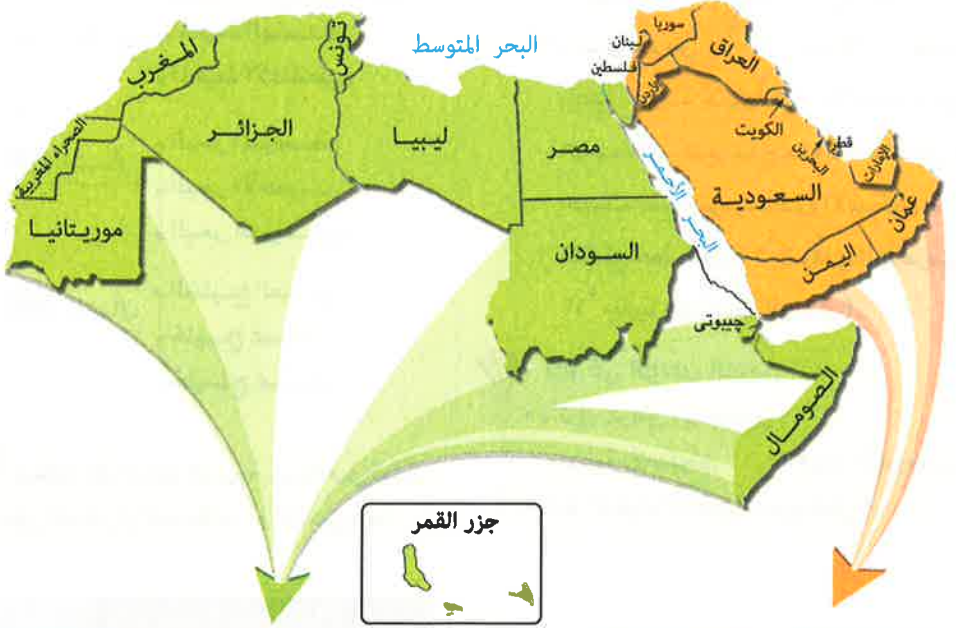 سوريا
لبنان
العراق
فلسطين
الأردن
الكويت
قطر
البحرين
الإمارات
السعودية
عمان
اليمن
البحر المتوسط
البحر الأحمر
تونس
المغرب
الجزائر
ليبيا
مصر
الصحراء المغربية
موريتانيا
السودان
چيبوتى
الصومال
جزر القمر